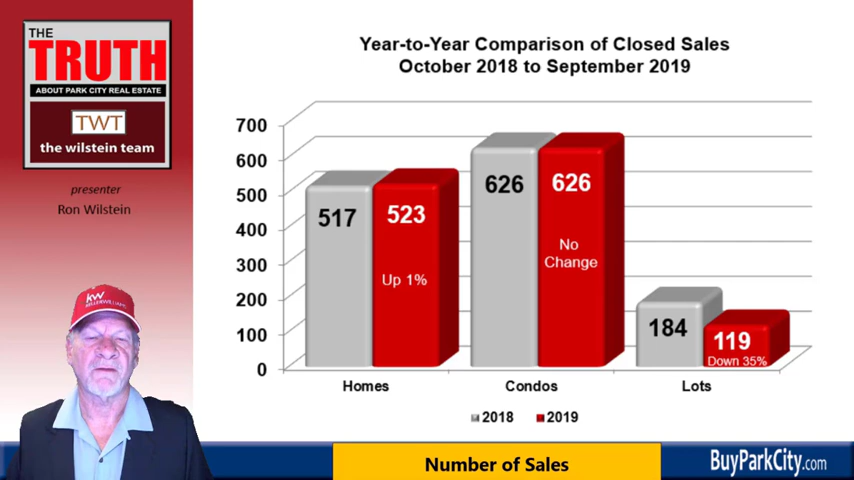 THE
TRUTH
ABOUT PARK CITY REAL ESTATE
TWT
the wilstein team
presenter
Ron Wilstein
kw
KELLERWILLIAMS
Year-to-Year Comparison of Closed Sales
October 2018 to September 2019
700
600
500
400
300
200
100
0
517
523
Up 1%
626
626
No
Change
184
119
Down 35%
Homes
Condos
Lots
2018
2019
Number of Sales
BuyParkCity.com